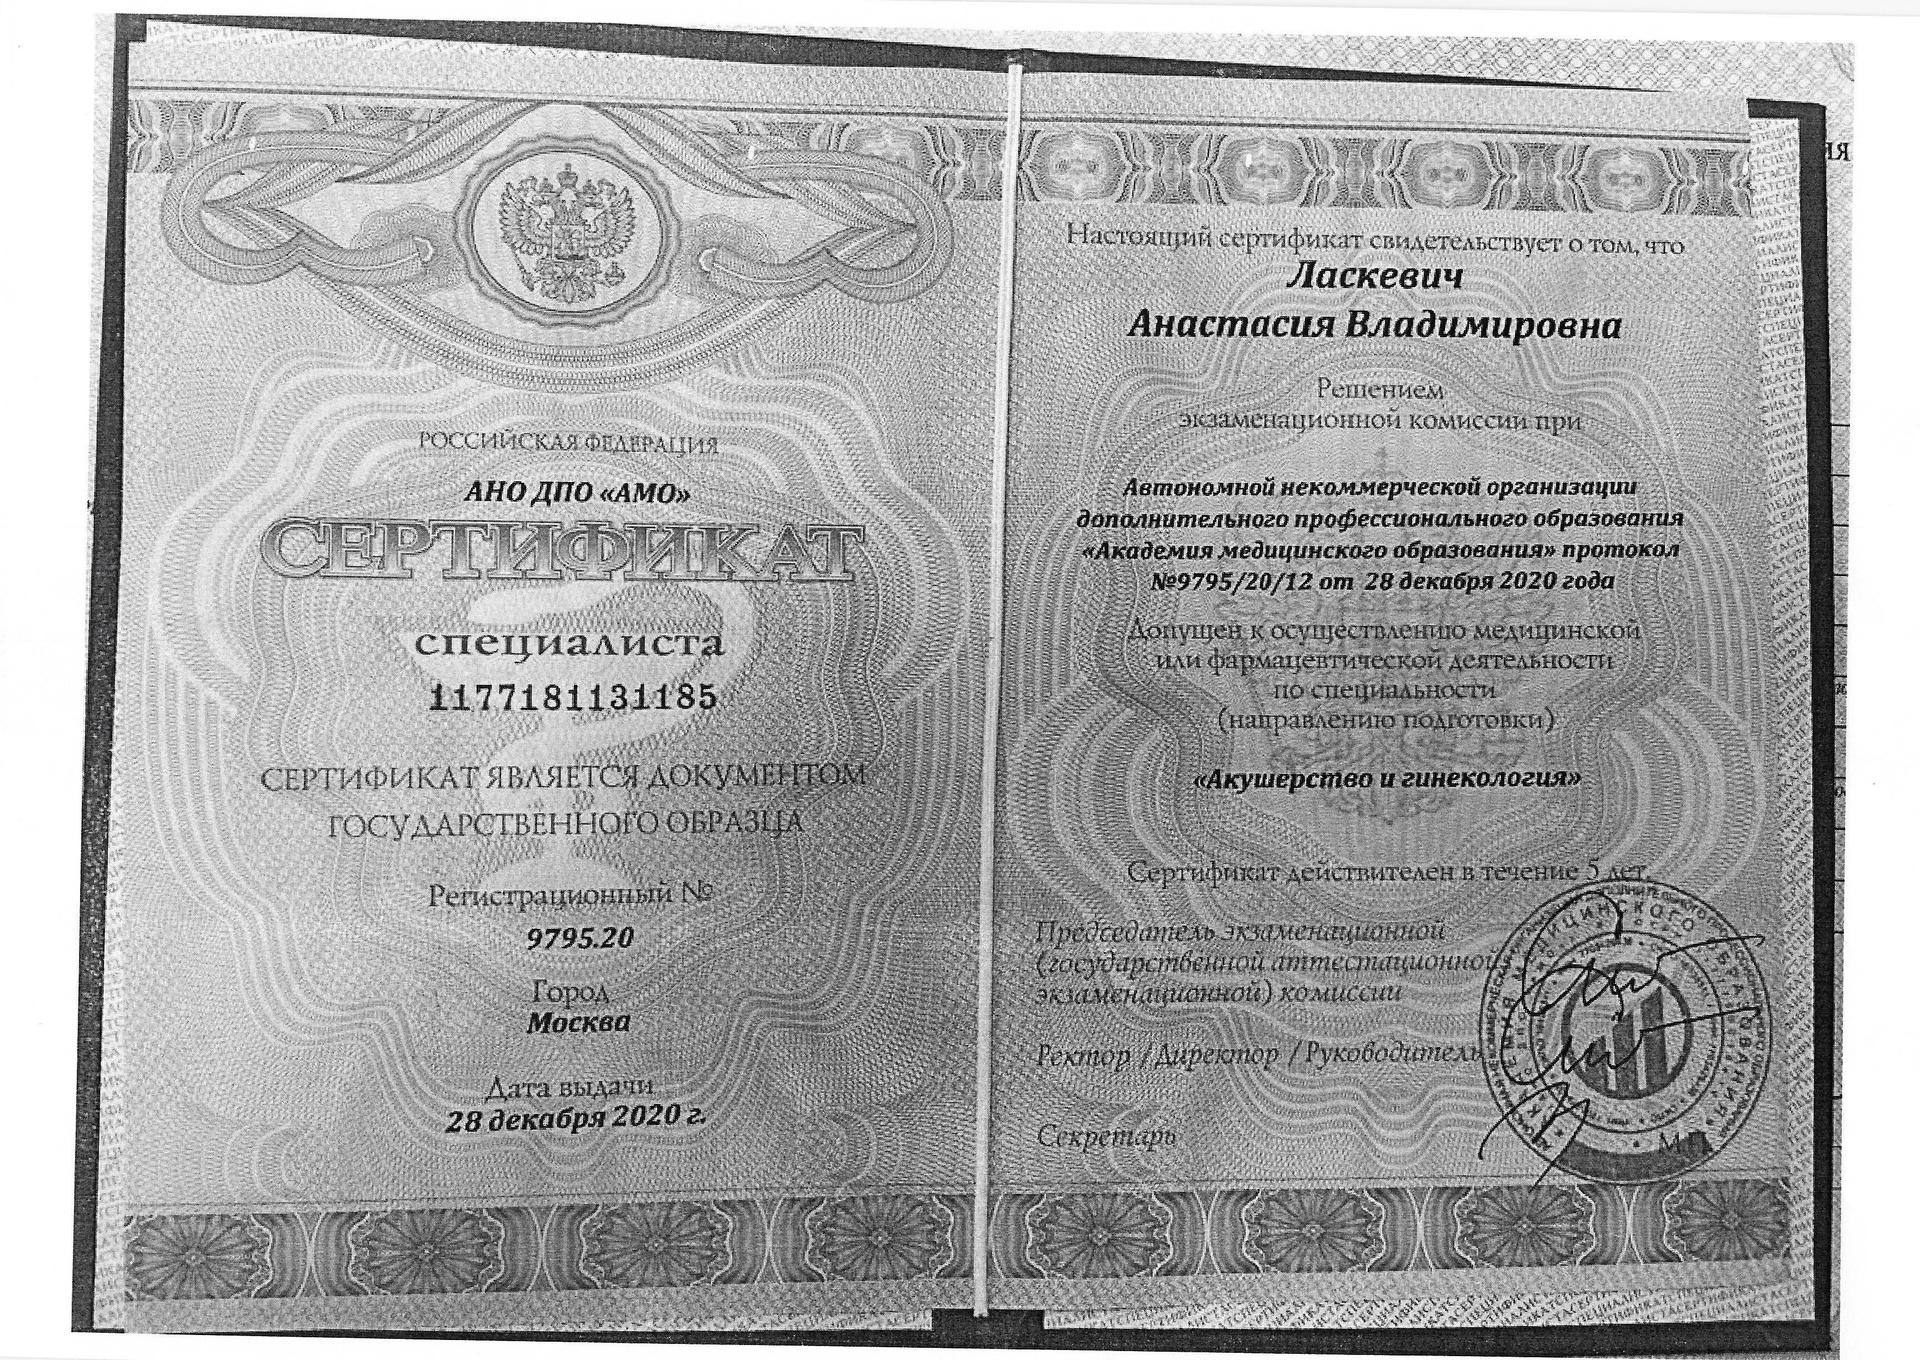 РОССИЙСКАЯ ФЕДЕРАЦИЯ
АНО ДПО «АМО»
СЕРТИФИКАТ
специалиста
1177181131185
СЕРТИФИКАТ ЯВЛЯЕТСЯ ДОКУМЕНТОМ
ГОСУДАРСТВЕННОГО ОБРАЗЦА
Регистрационный №
9795.20
Город
Москва
Дата выдачи
28 декабря 2020 г.
Настоящий сертификат свидетельствует о том, что
Ласкевич
Анастасия Владимировна
Решением
экзаменационной комиссии при
Автономной некоммерческой организации
дополнительного профессионального образования
«Академия медицинского образования» протокол
№9795/20/12 от 28 декабря 2020 года
Допущен к осуществлению медицинской
или фармацевтической деятельности
по специальности
(направлению подготовки)
«Акушерство и гинекология»
Сертификат действителен в течение 5 лет.
Председатель экзаменационной
(государственной аттестационной
экзаменационной) комиссии
Ректор / Директор / Руководитель
Секретарь
М.П.